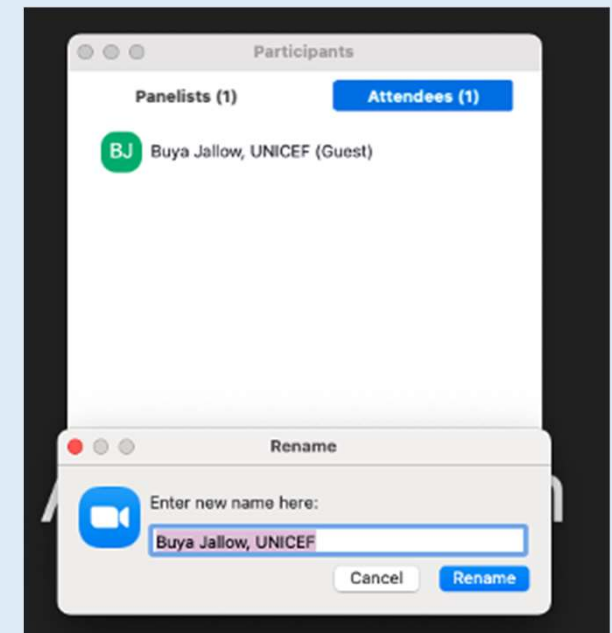 Participants
Panelists (1)
Attendees (1)
BJ
Buya Jallow, UNICEF (Guest)
Rename
Enter new name here:
Buya Jallow, UNICEF
Cancel
Rename